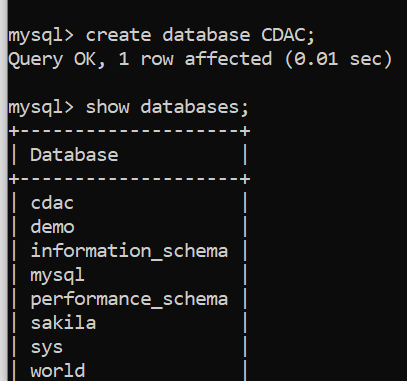 mysql> create database CDAC;
Query OK, 1 row affected (0.01 sec)
mysql> show databases;
+--------------------+
| Database           |
+--------------------+
| cdac               |
| demo               |
| information_schema |
| mysql              |
| performance_schema |
| sakila             |
| sys                |
| world              |